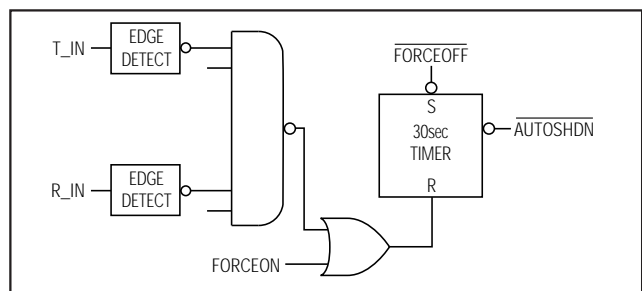 T_IN
EDGE
DETECT
FORCEOFF
S
30sec
TIMER
R
AUTOSHDN
R_IN
EDGE
DETECT
FORCEON